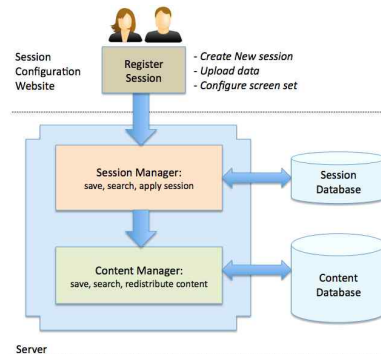 Session
Configuration
Website
Register
Session
- Create New session
- Upload data
- Configure screen set
Session Manager:
save, search, apply session
Session
Database
Content Manager:
save, search, redistribute content
Content
Database
Server